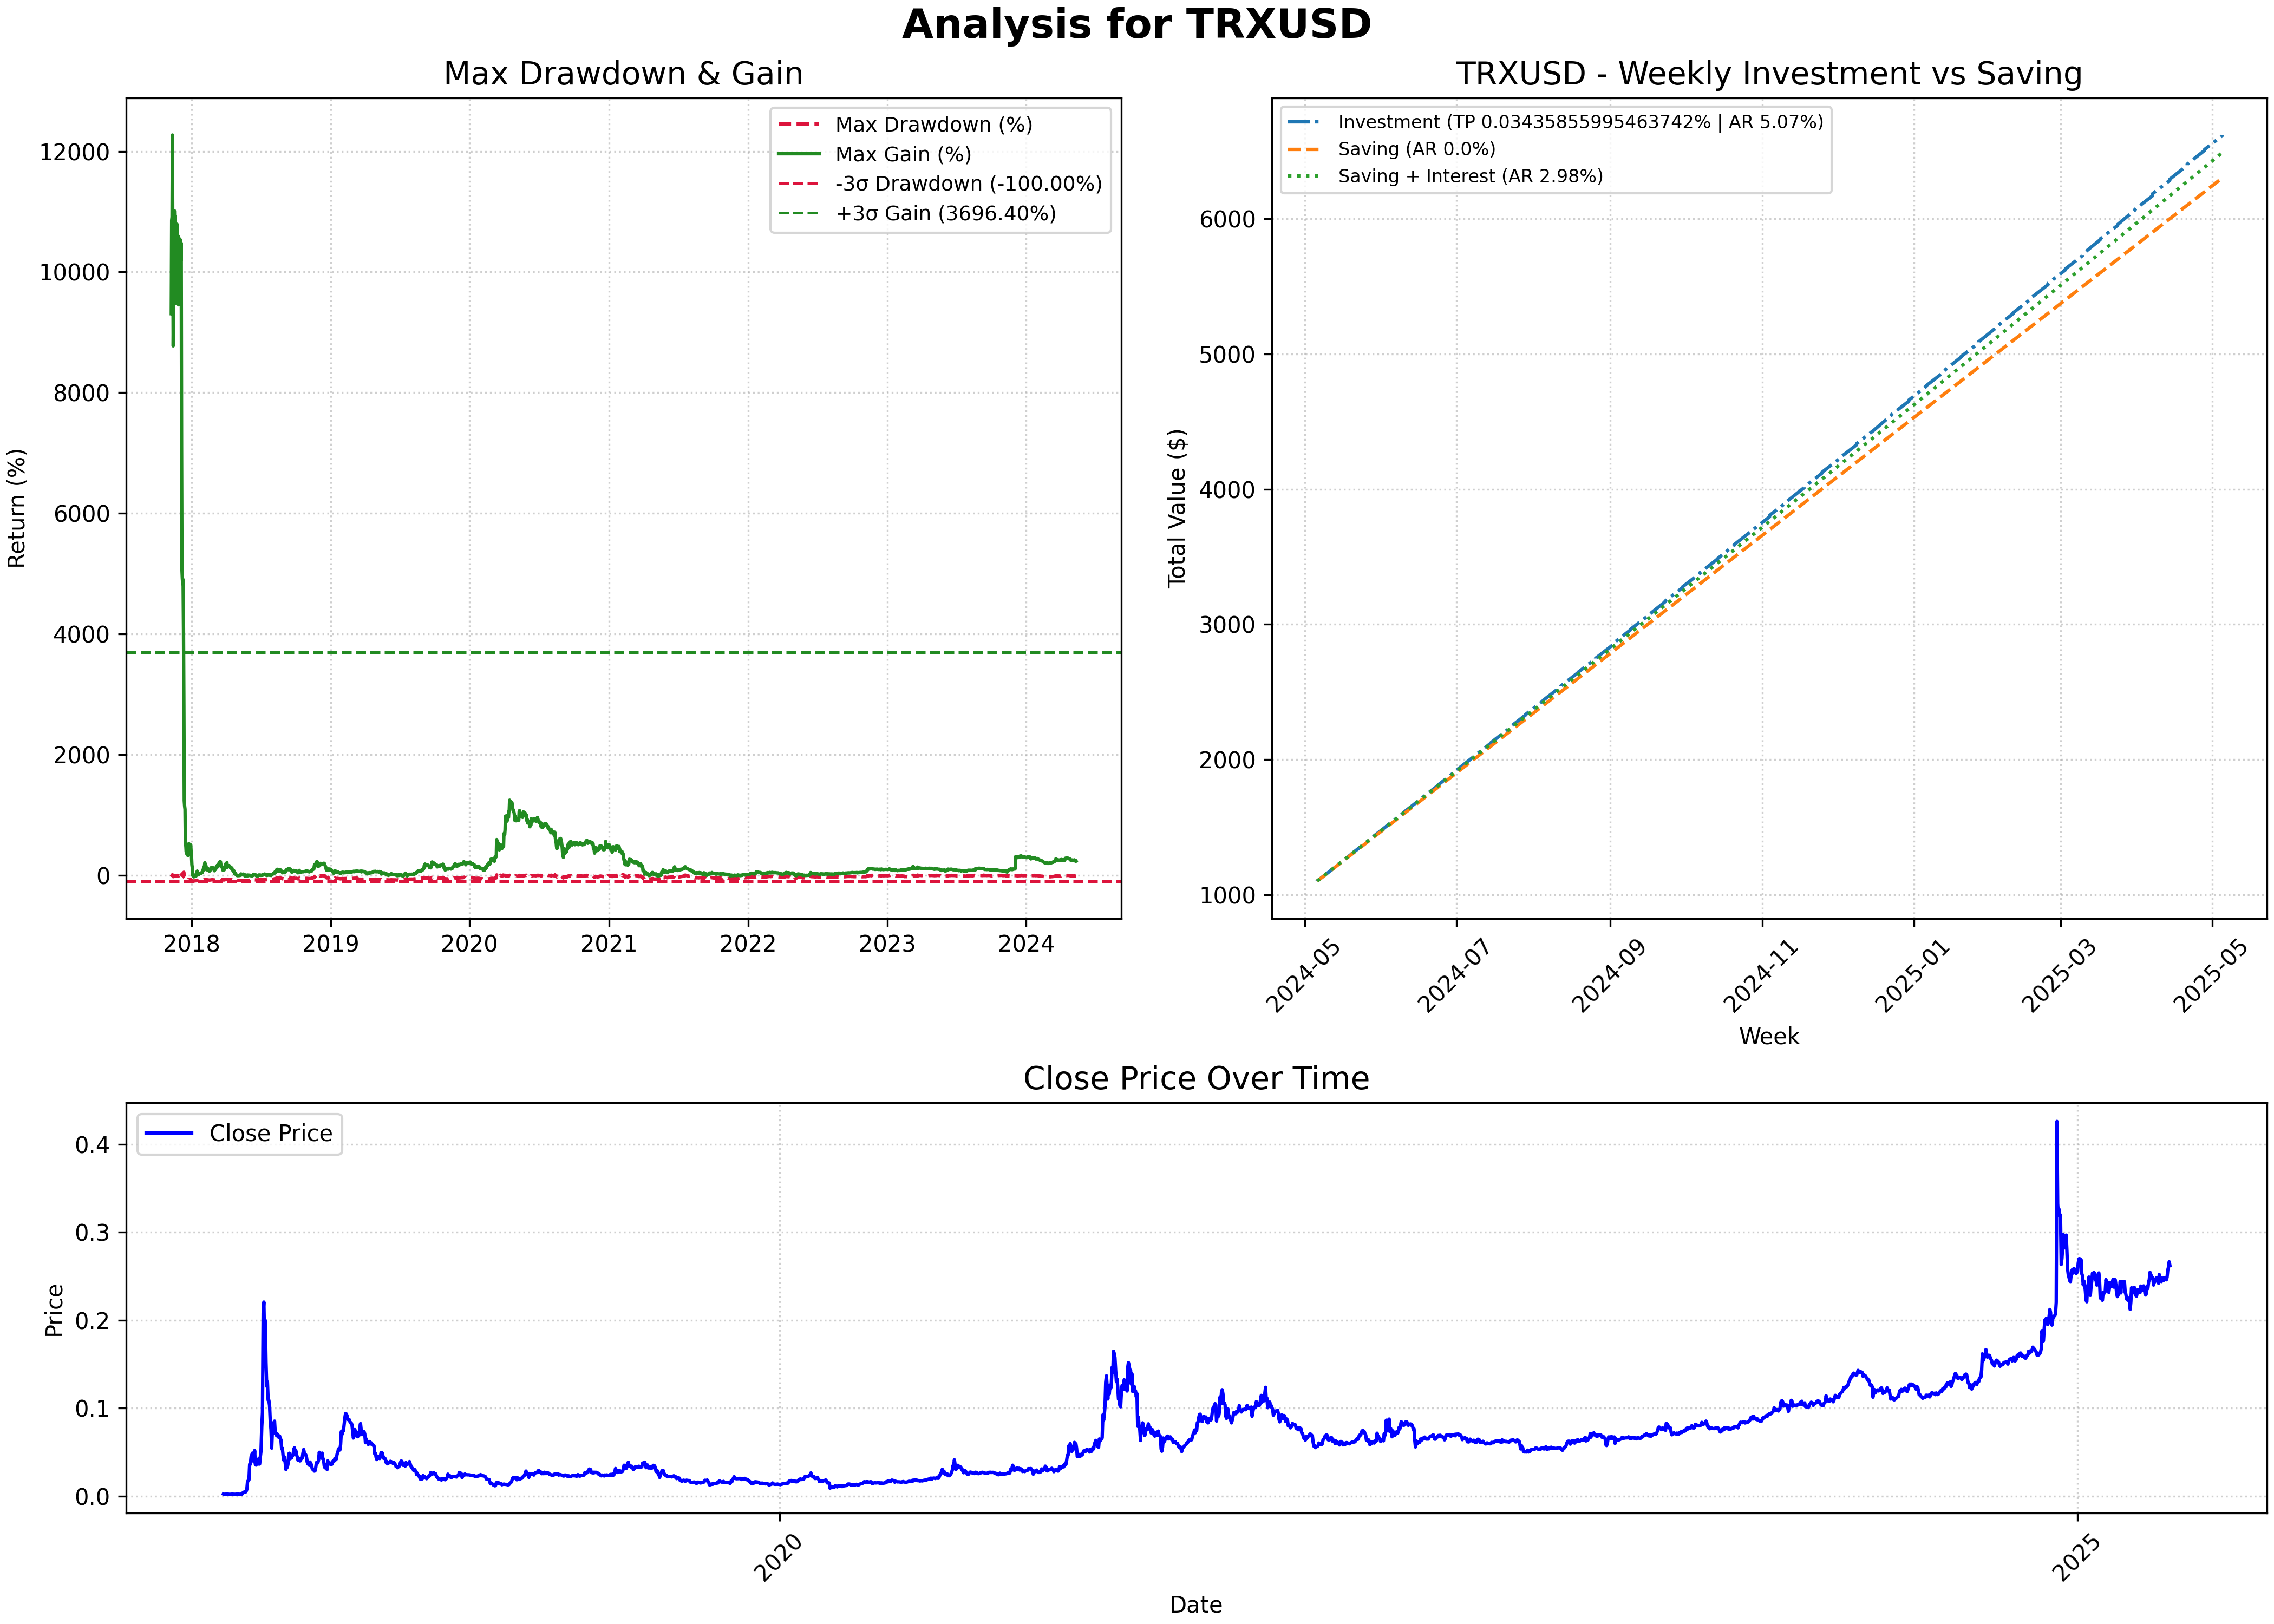 Analysis for TRXUSD
Max Drawdown & Gain
Max Drawdown (%)
Max Gain (%)
-3σ Drawdown (-100.00%)
+3σ Gain (3696.40%)
Return (%)
12000
10000
8000
6000
4000
2000
0
2018 2019 2020 2021 2022 2023 2024
TRXUSD - Weekly Investment vs Saving
Investment (TP 0.03435855995463742% | AR 5.07%)
Saving (AR 0.0%)
Saving + Interest (AR 2.98%)
Total Value ($)
6000
5000
4000
3000
2000
1000
2024-05 2024-07 2024-09 2024-11 2025-01 2025-03 2025-05
Week
Close Price Over Time
Close Price
Price
0.4
0.3
0.2
0.1
0.0
2020 2025
Date